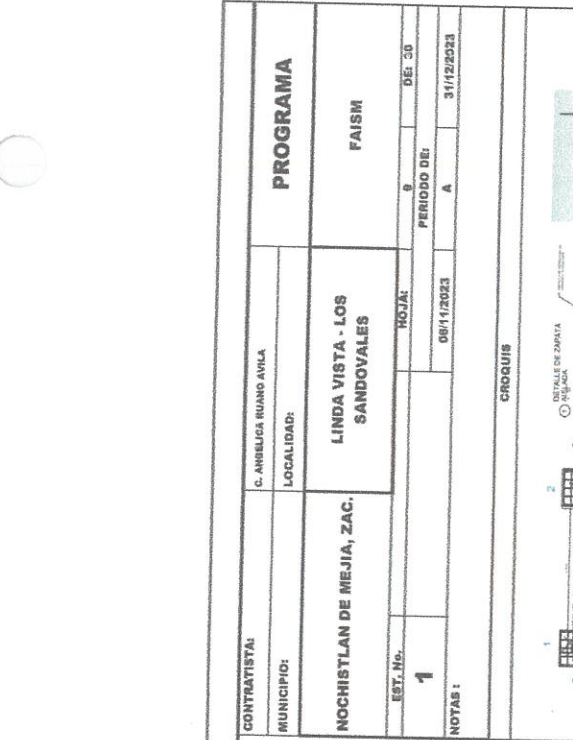 CONTRATISTA: C. ANGELICA RUANO AVILA
MUNICIPIO: LOCALIDAD: PROGRAMA
NOCHISTLAN DE MEJIA, ZAC. LINDA VISTA - LOS SANDOVALES FAISM
EST. No. HOJA: 9 DE: 30
1 PERIODO DE:
06/11/2023 A 31/12/2023
NOTAS :
CROQUIS
1 2
DETALLE DE ZAPATA
AISLADA